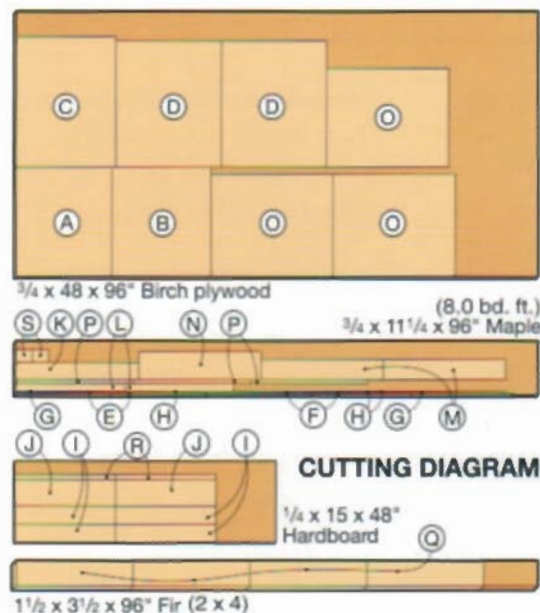 C D D O
A B O O
3/4 x 48 x 96" Birch plywood
(8.0 bd. ft.)
3/4 x 11 1/4 x 96" Maple
S K P L N P
G E H F H G M
J I R J I
CUTTING DIAGRAM
1/4 x 15 x 48"
Hardboard
Q
1 1/2 x 3 1/2 x 96" Fir (2 x 4)